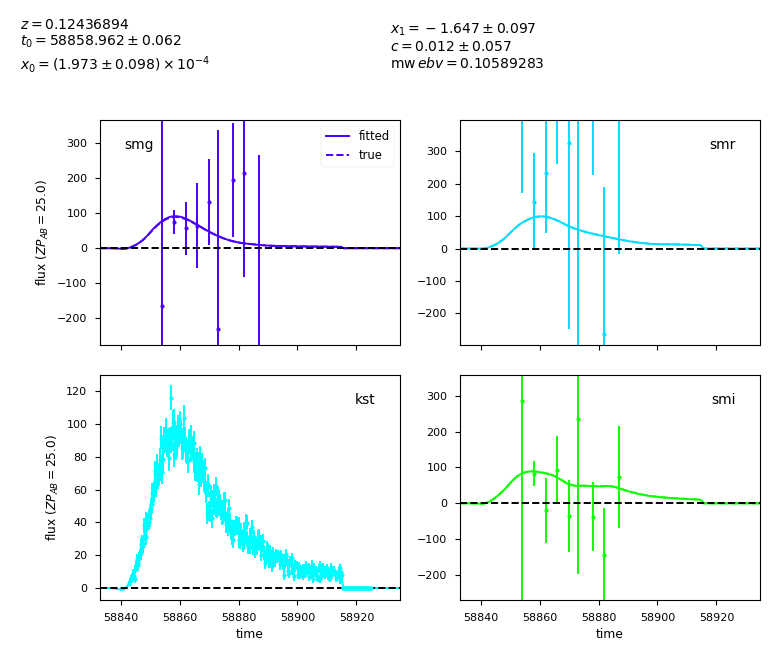 z = 0.12436894
t₀ = 58858.962 ± 0.062
x₀ = (1.973 ± 0.098) × 10⁻⁴
x₁ = −1.647 ± 0.097
c = 0.012 ± 0.057
mw ebv = 0.10589283
smg
fitted
true
300
200
100
0
−100
−200
flux (ZP_AB = 25.0)
smr
300
200
100
0
−100
−200
kst
120
100
80
60
40
20
0
flux (ZP_AB = 25.0)
58840 58860 58880 58900 58920
time
smi
300
200
100
0
−100
−200
58840 58860 58880 58900 58920
time